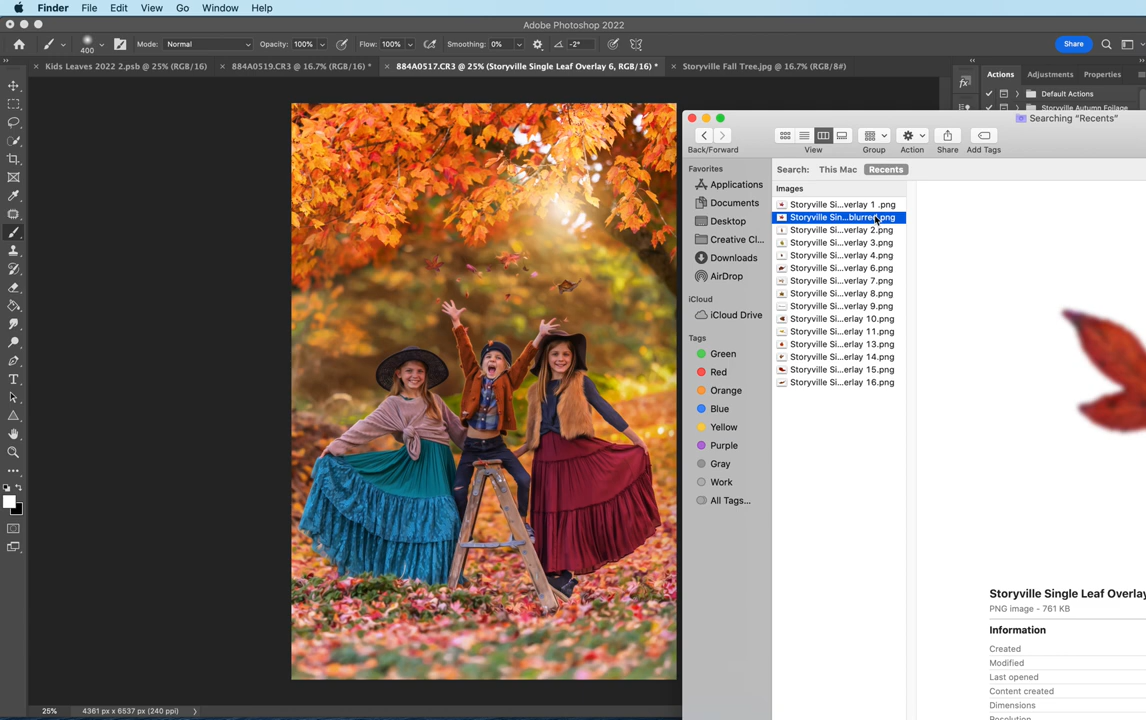 Finder File Edit View Go Window Help
Adobe Photoshop 2022
400 Mode: Normal Opacity: 100% Flow: 100% Smoothing: 0% -2° Share
× Kids Leaves 2022 2.psb @ 25% (RGB/16) × 884A0519.CR3 @ 16.7% (RGB/16) * × 884A0517.CR3 @ 25% (Storyville Single Leaf Overlay 6, RGB/16) * × Storyville Fall Tree.jpg @ 16.7% (RGB/8#)
Actions Adjustments Properties
Default Actions
Storyville Autumn Foliage
Searching "Recents"
Back/Forward View Group Action Share Add Tags
Search: This Mac Recents
Favorites
Applications
Documents
Desktop
Creative Cl...
Downloads
AirDrop
iCloud
iCloud Drive
Tags
Green
Red
Orange
Blue
Yellow
Purple
Gray
Work
All Tags...
Images
Storyville Si...verlay 1 .png
Storyville Sin...blurred.png
Storyville Si...verlay 2.png
Storyville Si...verlay 3.png
Storyville Si...verlay 4.png
Storyville Si...verlay 6.png
Storyville Si...verlay 7.png
Storyville Si...verlay 8.png
Storyville Si...verlay 9.png
Storyville Si...erlay 10.png
Storyville Si...erlay 11.png
Storyville Si...erlay 13.png
Storyville Si...erlay 14.png
Storyville Si...erlay 15.png
Storyville Si...erlay 16.png
Storyville Single Leaf Overlay
PNG image - 761 KB
Information
Created
Modified
Last opened
Content created
Dimensions
Resolution
25% 4361 px x 6537 px (240 ppi)